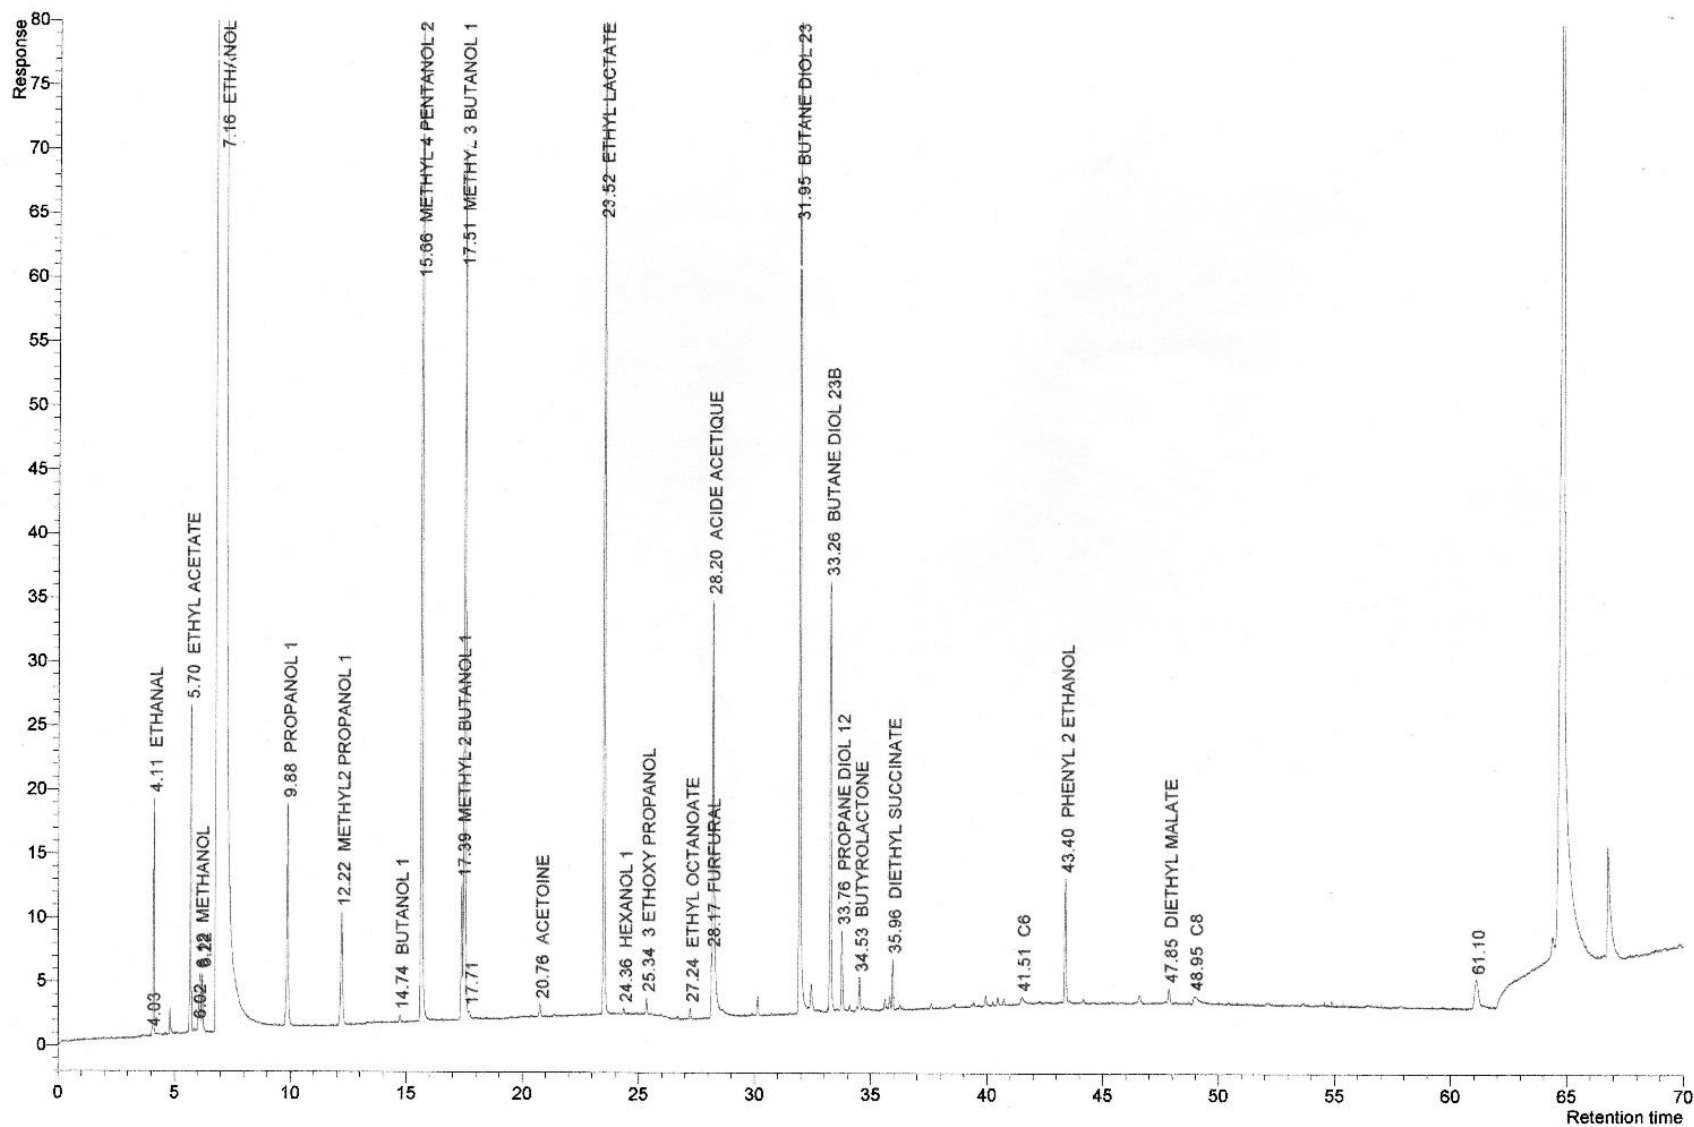 Response
80
75
70
65
60
55
50
45
40
35
30
25
20
15
10
5
0
4.03
4.11 ETHANAL
5.70 ETHYL ACETATE
6.02
METHANOL
6.22
7.16 ETHANOL
9.88 PROPANOL 1
12.22 METHYL2 PROPANOL 1
14.74 BUTANOL 1
15.66 METHYL 4 PENTANOL 2
17.39 METHYL 2 BUTANOL 1
17.51 METHYL 3 BUTANOL 1
17.71
20.76 ACETOINE
23.52 ETHYL LACTATE
24.36 HEXANOL 1
25.34 3 ETHOXY PROPANOL
27.24 ETHYL OCTANOATE
28.17 FURFURAL
28.20 ACIDE ACETIQUE
31.95 BUTANE DIOL 23
33.26 BUTANE DIOL 23B
33.76 PROPANE DIOL 12
34.53 BUTYROLACTONE
35.96 DIETHYL SUCCINATE
41.51 C6
43.40 PHENYL 2 ETHANOL
47.85 DIETHYL MALATE
48.95 C8
61.10
0 5 10 15 20 25 30 35 40 45 50 55 60 65 70
Retention time